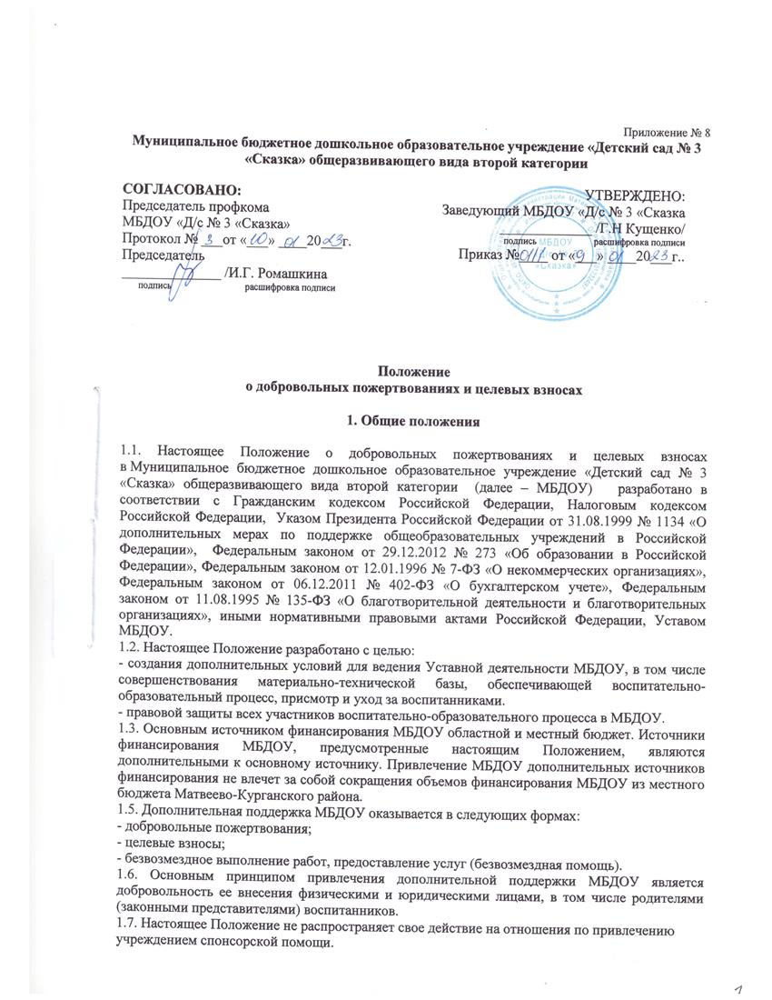 Приложение № 8
Муниципальное бюджетное дошкольное образовательное учреждение «Детский сад № 3
«Сказка» общеразвивающего вида второй категории
СОГЛАСОВАНО:
Председатель профкома
МБДОУ «Д/с № 3 «Сказка»
Протокол № 3 от «10» 01 2023г.
Председатель
______________ /И.Г. Ромашкина
подпись расшифровка подписи
УТВЕРЖДЕНО:
Заведующий МБДОУ «Д/с № 3 «Сказка
_____________/Г.Н Кущенко/
подпись расшифровка подписи
Приказ № от «9» 01 2023г..
МБДОУ
«Сказка»
Положение
о добровольных пожертвованиях и целевых взносах
1. Общие положения
1.1. Настоящее Положение о добровольных пожертвованиях и целевых взносах
в Муниципальное бюджетное дошкольное образовательное учреждение «Детский сад № 3
«Сказка» общеразвивающего вида второй категории (далее – МБДОУ) разработано в
соответствии с Гражданским кодексом Российской Федерации, Налоговым кодексом
Российской Федерации, Указом Президента Российской Федерации от 31.08.1999 № 1134 «О
дополнительных мерах по поддержке общеобразовательных учреждений в Российской
Федерации», Федеральным законом от 29.12.2012 № 273 «Об образовании в Российской
Федерации», Федеральным законом от 12.01.1996 № 7-ФЗ «О некоммерческих организациях»,
Федеральным законом от 06.12.2011 № 402-ФЗ «О бухгалтерском учете», Федеральным
законом от 11.08.1995 № 135-ФЗ «О благотворительной деятельности и благотворительных
организациях», иными нормативными правовыми актами Российской Федерации, Уставом
МБДОУ.
1.2. Настоящее Положение разработано с целью:
- создания дополнительных условий для ведения Уставной деятельности МБДОУ, в том числе
совершенствования материально-технической базы, обеспечивающей воспитательно-
образовательный процесс, присмотр и уход за воспитанниками.
- правовой защиты всех участников воспитательно-образовательного процесса в МБДОУ.
1.3. Основным источником финансирования МБДОУ областной и местный бюджет. Источники
финансирования МБДОУ, предусмотренные настоящим Положением, являются
дополнительными к основному источнику. Привлечение МБДОУ дополнительных источников
финансирования не влечет за собой сокращения объемов финансирования МБДОУ из местного
бюджета Матвеево-Курганского района.
1.5. Дополнительная поддержка МБДОУ оказывается в следующих формах:
- добровольные пожертвования;
- целевые взносы;
- безвозмездное выполнение работ, предоставление услуг (безвозмездная помощь).
1.6. Основным принципом привлечения дополнительной поддержки МБДОУ является
добровольность ее внесения физическими и юридическими лицами, в том числе родителями
(законными представителями) воспитанников.
1.7. Настоящее Положение не распространяет свое действие на отношения по привлечению
учреждением спонсорской помощи.
1